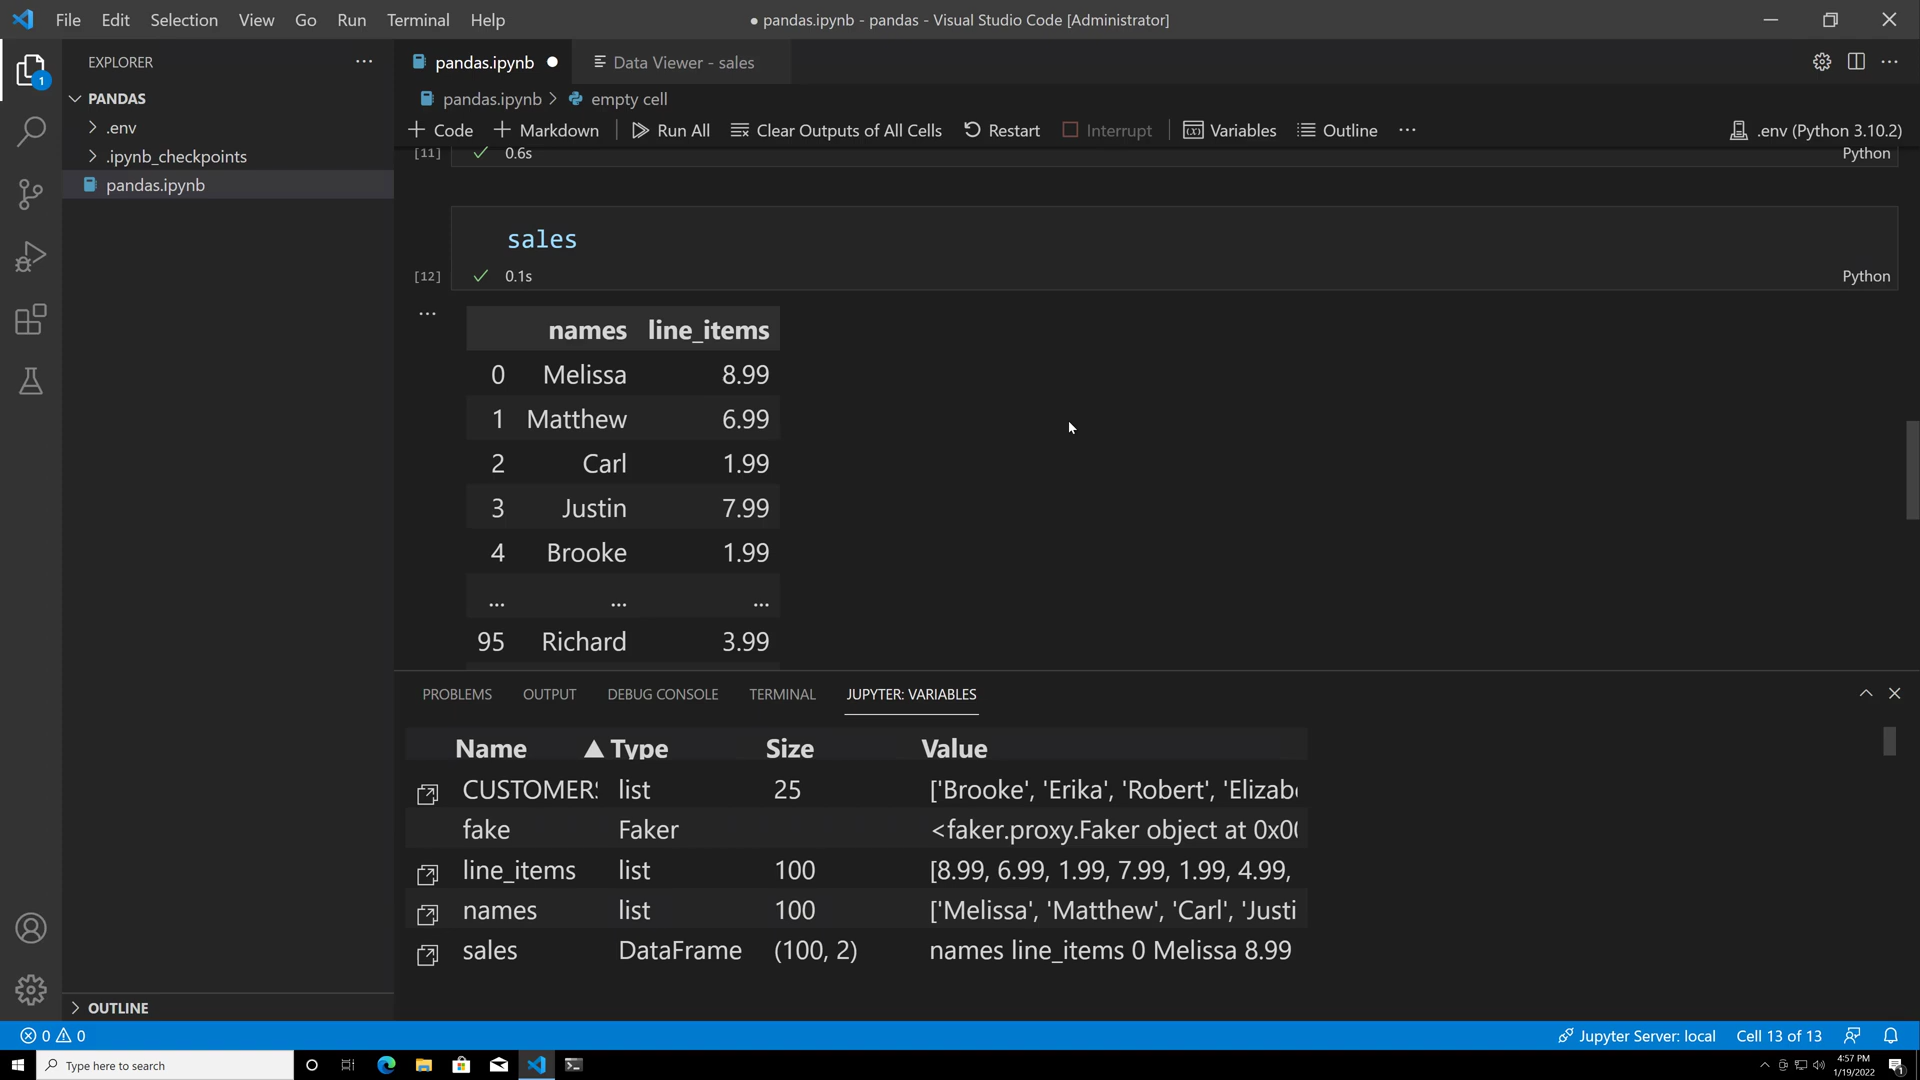 File Edit Selection View Go Run Terminal Help
● pandas.ipynb - pandas - Visual Studio Code [Administrator]
EXPLORER ...
pandas.ipynb
Data Viewer - sales
...
1
PANDAS
.env
.ipynb_checkpoints
pandas.ipynb
pandas.ipynb > empty cell
+ Code + Markdown Run All Clear Outputs of All Cells Restart Interrupt Variables Outline ... .env (Python 3.10.2)
[11] 0.6s Python
sales
[12] 0.1s Python
...
names line_items
0 Melissa 8.99
1 Matthew 6.99
2 Carl 1.99
3 Justin 7.99
4 Brooke 1.99
... ... ...
95 Richard 3.99
PROBLEMS OUTPUT DEBUG CONSOLE TERMINAL JUPYTER: VARIABLES
Name ▲ Type Size Value
CUSTOMERS list 25 ['Brooke', 'Erika', 'Robert', 'Elizabe
fake Faker <faker.proxy.Faker object at 0x00
line_items list 100 [8.99, 6.99, 1.99, 7.99, 1.99, 4.99,
names list 100 ['Melissa', 'Matthew', 'Carl', 'Justi
sales DataFrame (100, 2) names line_items 0 Melissa 8.99
OUTLINE
0 0
Jupyter Server: local Cell 13 of 13
Type here to search
4:57 PM
1/19/2022
1